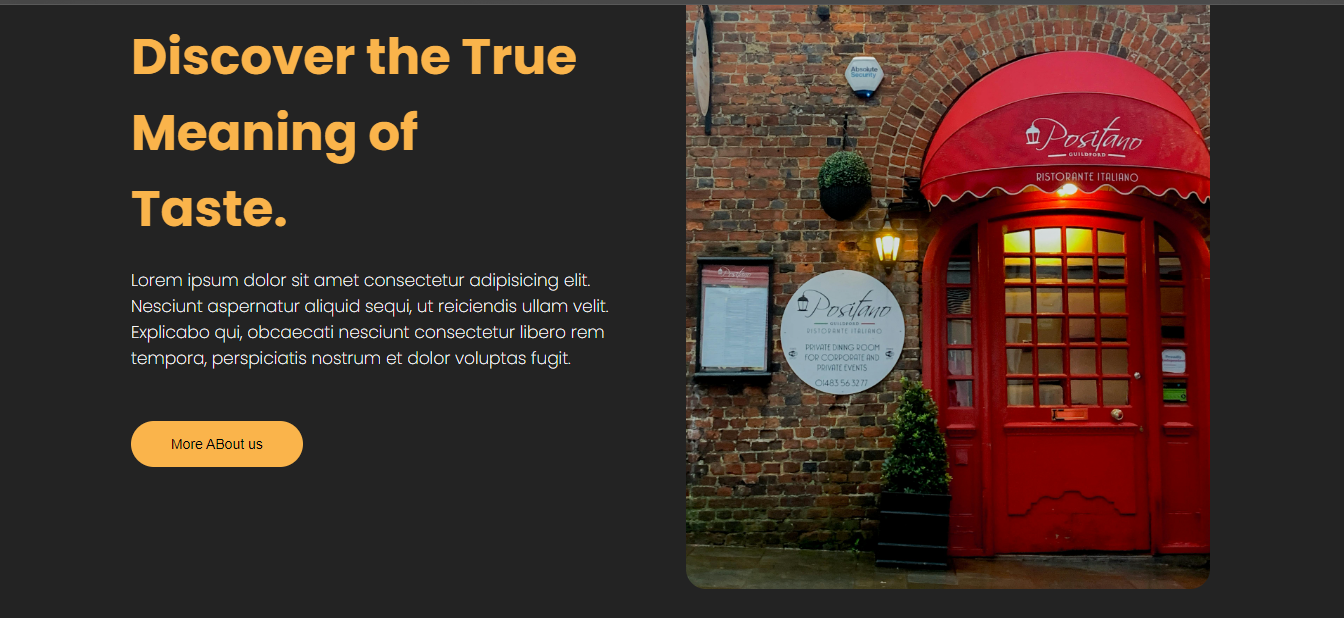 Discover the True
Meaning of
Taste.
Lorem ipsum dolor sit amet consectetur adipisicing elit.
Nesciunt aspernatur aliquid sequi, ut reiciendis ullam velit.
Explicabo qui, obcaecati nesciunt consectetur libero rem
tempora, perspiciatis nostrum et dolor voluptas fugit.
More ABout us
Absolute
Security
Positano
GUILDFORD
RISTORANTE ITALIANO
Positano
Positano
GUILDFORD
RISTORANTE ITALIANO
PRIVATE DINING ROOM
FOR CORPORATE AND
PRIVATE EVENTS
01483 56 32 77